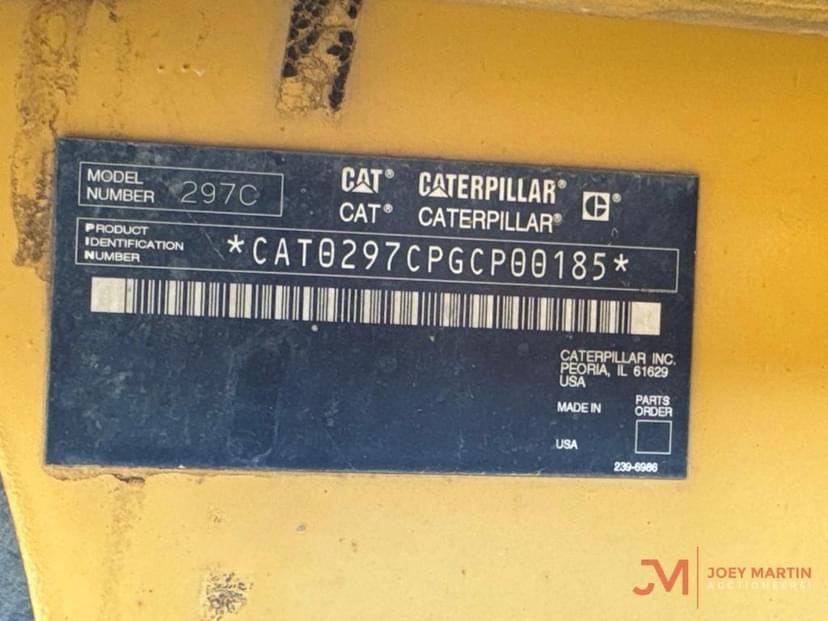 MODEL
NUMBER 297C
CAT® CATERPILLAR®
CAT® CATERPILLAR®
PRODUCT
IDENTIFICATION
NUMBER
*CAT0297CPGCP00185*
CATERPILLAR INC.
PEORIA, IL 61629
USA
MADE IN
USA
PARTS
ORDER
239-6986
JM
JOEY MARTIN
AUCTIONEERS!